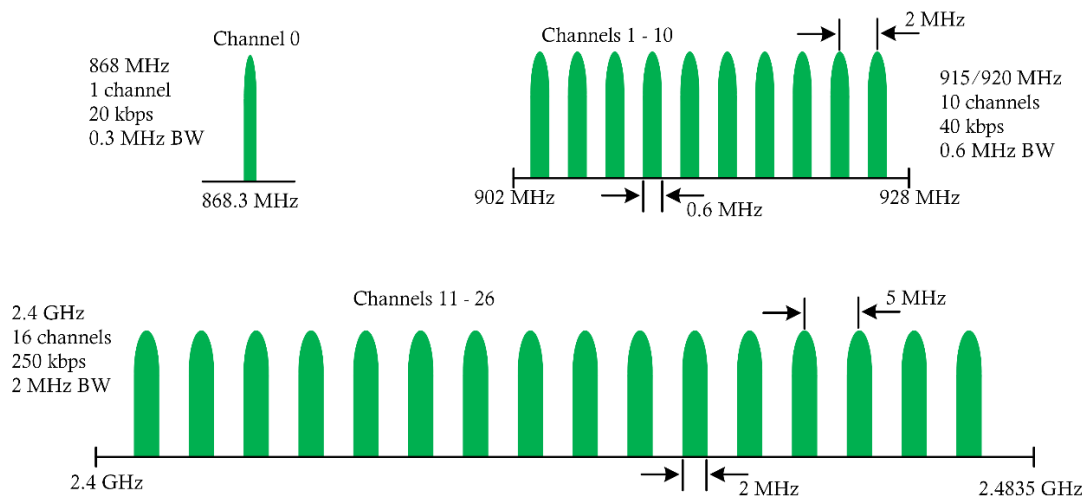 Channel 0
868 MHz
1 channel
20 kbps
0.3 MHz BW
868.3 MHz
Channels 1 - 10
2 MHz
915/920 MHz
10 channels
40 kbps
0.6 MHz BW
902 MHz
0.6 MHz
928 MHz
Channels 11 - 26
5 MHz
2.4 GHz
16 channels
250 kbps
2 MHz BW
2.4 GHz
2 MHz
2.4835 GHz